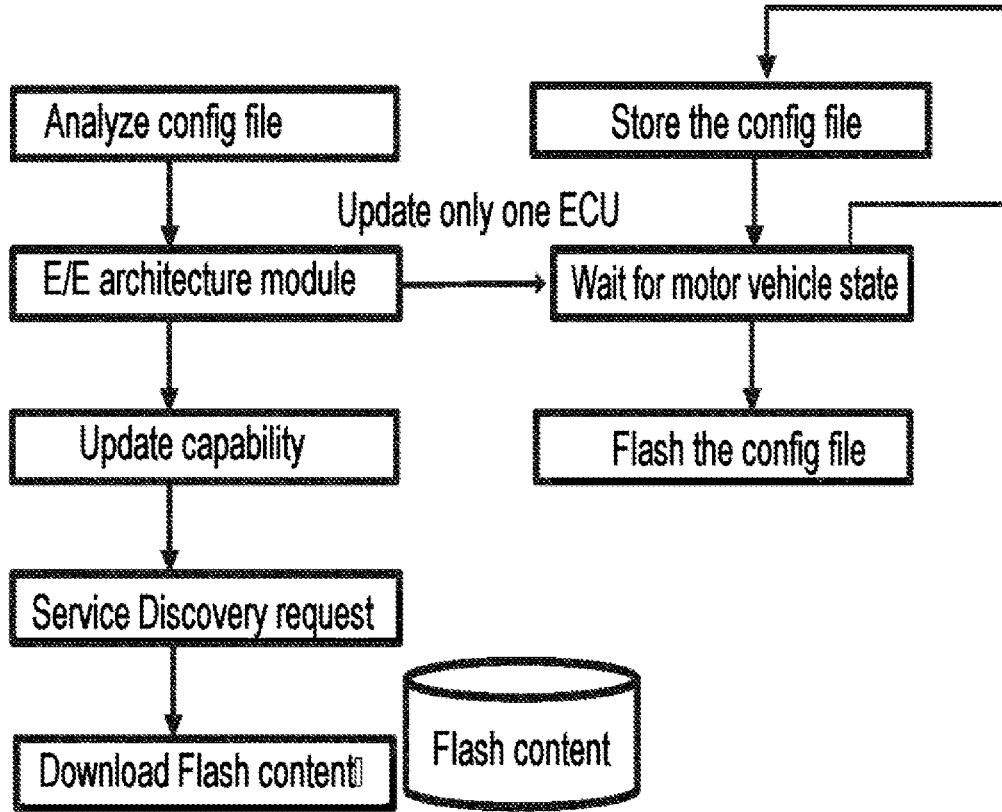 Analyze config file
Store the config file
Update only one ECU
E/E architecture module
Wait for motor vehicle state
Update capability
Flash the config file
Service Discovery request
Download Flash content
Flash content